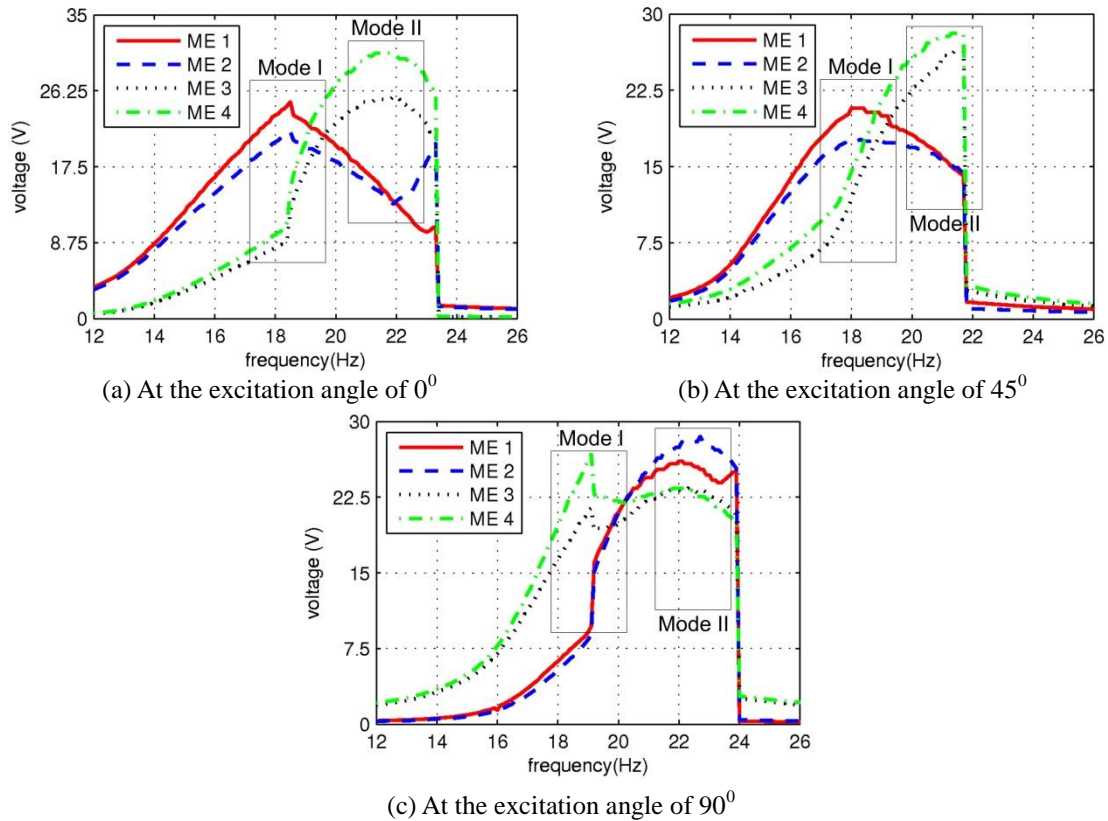 35
26.25
17.5
8.75
0
voltage (V)
ME 1
ME 2
ME 3
ME 4
Mode I
Mode II
12 14 16 18 20 22 24 26
frequency(Hz)
(a) At the excitation angle of 0⁰
30
22.5
15
7.5
0
voltage (V)
ME 1
ME 2
ME 3
ME 4
Mode I
Mode II
12 14 16 18 20 22 24 26
frequency(Hz)
(b) At the excitation angle of 45⁰
30
22.5
15
7.5
0
voltage (V)
ME 1
ME 2
ME 3
ME 4
Mode I
Mode II
12 14 16 18 20 22 24 26
frequency(Hz)
(c) At the excitation angle of 90⁰